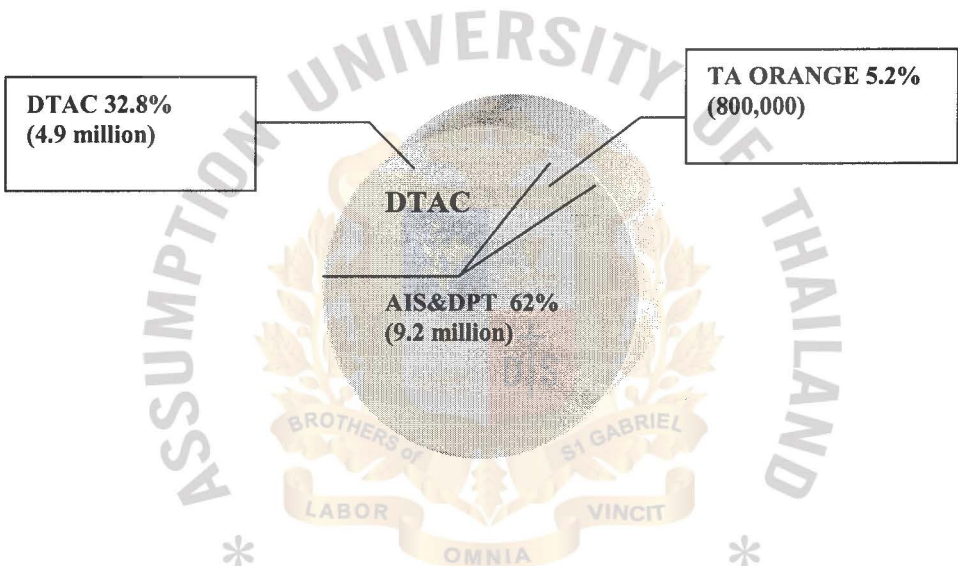 ASSUMPTION UNIVERSITY OF THAILAND
DTAC 32.8%
(4.9 million)
TA ORANGE 5.2%
(800,000)
DTAC
AIS&DPT 62%
(9.2 million)
DIS
BROTHERS of
ST GABRIEL
LABOR
OMNIA
VINCIT